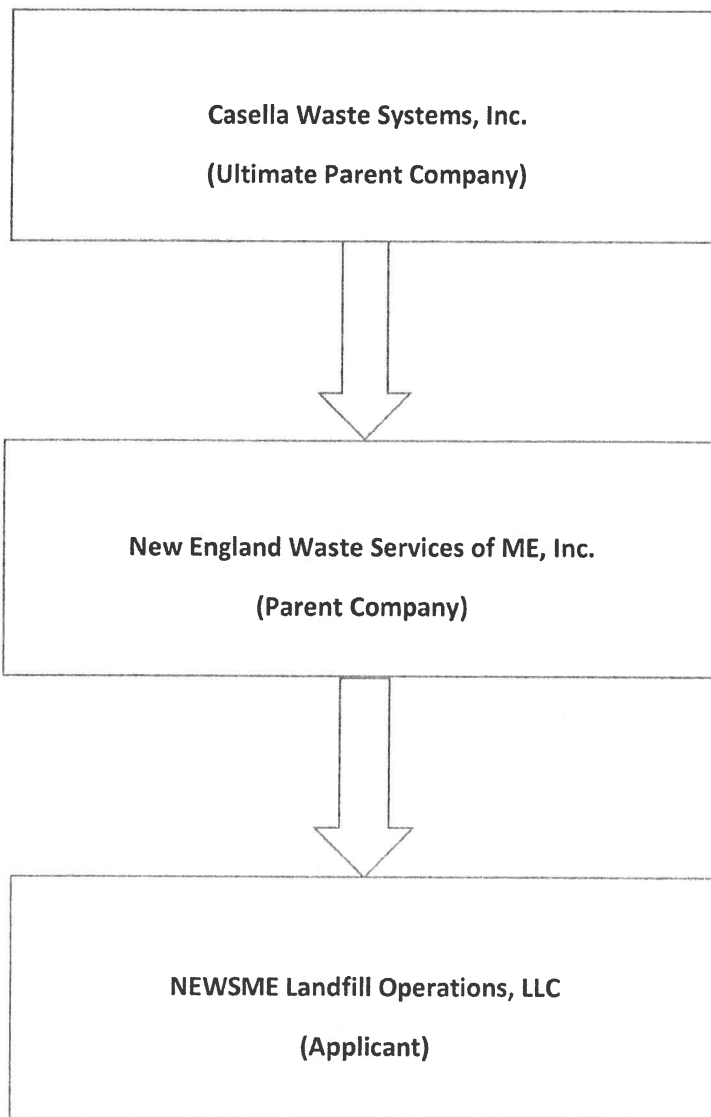 Casella Waste Systems, Inc.
(Ultimate Parent Company)
New England Waste Services of ME, Inc.
(Parent Company)
NEWSME Landfill Operations, LLC
(Applicant)